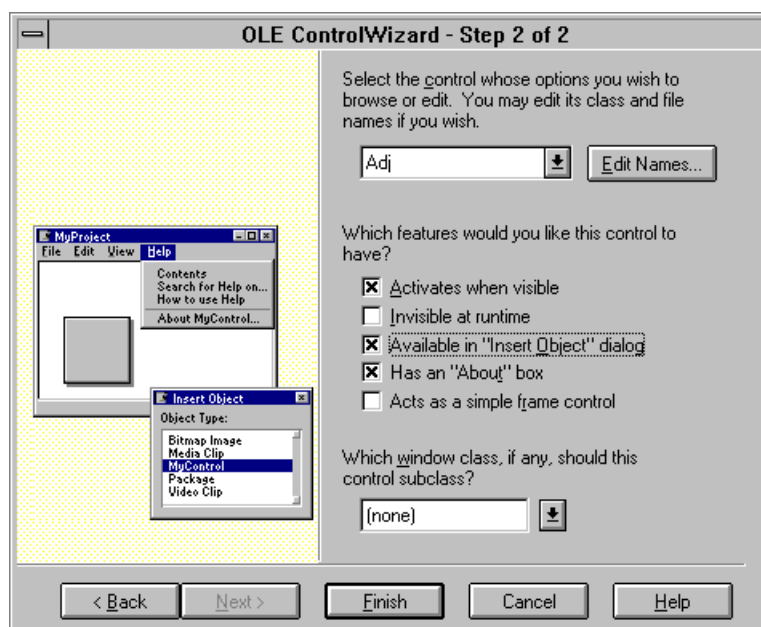 OLE ControlWizard - Step 2 of 2
Select the control whose options you wish to
browse or edit. You may edit its class and file
names if you wish.
Adj
Edit Names...
MyProject
File Edit View Help
Contents
Search for Help on...
How to use Help
About MyControl...
Insert Object
Object Type:
Bitmap Image
Media Clip
MyControl
Package
Video Clip
Which features would you like this control to
have?
Activates when visible
Invisible at runtime
Available in "Insert Object" dialog
Has an "About" box
Acts as a simple frame control
Which window class, if any, should this
control subclass?
(none)
< Back Next > Finish Cancel Help